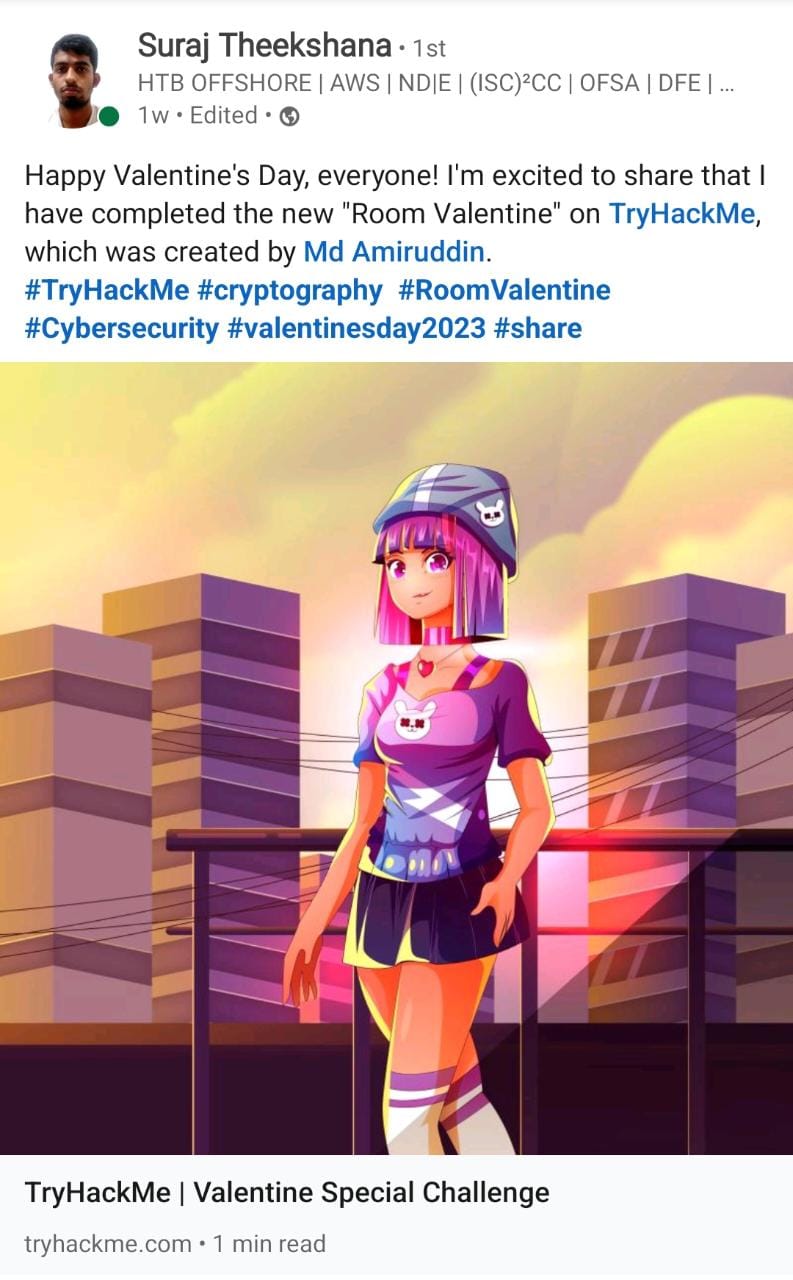 Suraj Theekshana • 1st
HTB OFFSHORE | AWS | ND|E | (ISC)²CC | OFSA | DFE | ...
1w • Edited •
Happy Valentine's Day, everyone! I'm excited to share that I
have completed the new "Room Valentine" on TryHackMe,
which was created by Md Amiruddin.
#TryHackMe #cryptography #RoomValentine
#Cybersecurity #valentinesday2023 #share
TryHackMe | Valentine Special Challenge
tryhackme.com • 1 min read